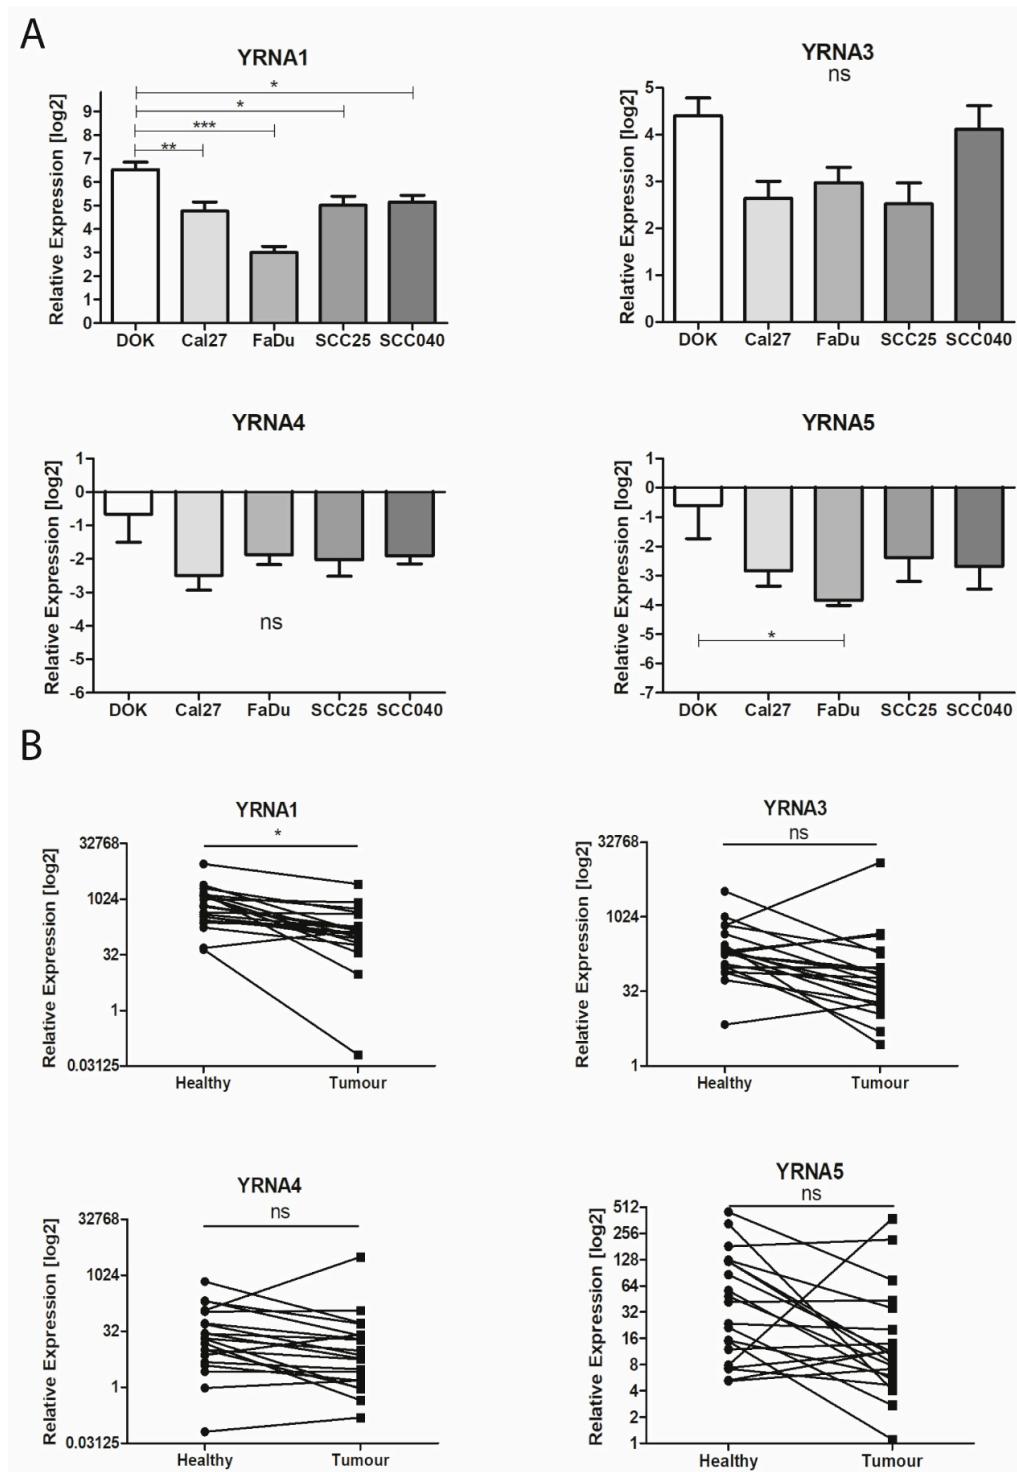 A
YRNA1
*
*
***
**
Relative Expression [log2]
9
8
7
6
5
4
3
2
1
0
DOK Cal27 FaDu SCC25 SCC040
YRNA3
ns
Relative Expression [log2]
5
4
3
2
1
0
DOK Cal27 FaDu SCC25 SCC040
YRNA4
Relative Expression [log2]
1
0
-1
-2
-3
-4
-5
-6
ns
DOK Cal27 FaDu SCC25 SCC040
YRNA5
Relative Expression [log2]
1
0
-1
-2
-3
-4
-5
-6
-7
*
DOK Cal27 FaDu SCC25 SCC040
B
YRNA1
*
Relative Expression [log2]
32768
1024
32
1
0.03125
Healthy Tumour
YRNA3
ns
Relative Expression [log2]
32768
1024
32
1
Healthy Tumour
YRNA4
ns
Relative Expression [log2]
32768
1024
32
1
0.03125
Healthy Tumour
YRNA5
ns
Relative Expression [log2]
512
256
128
64
32
16
8
4
2
1
Healthy Tumour